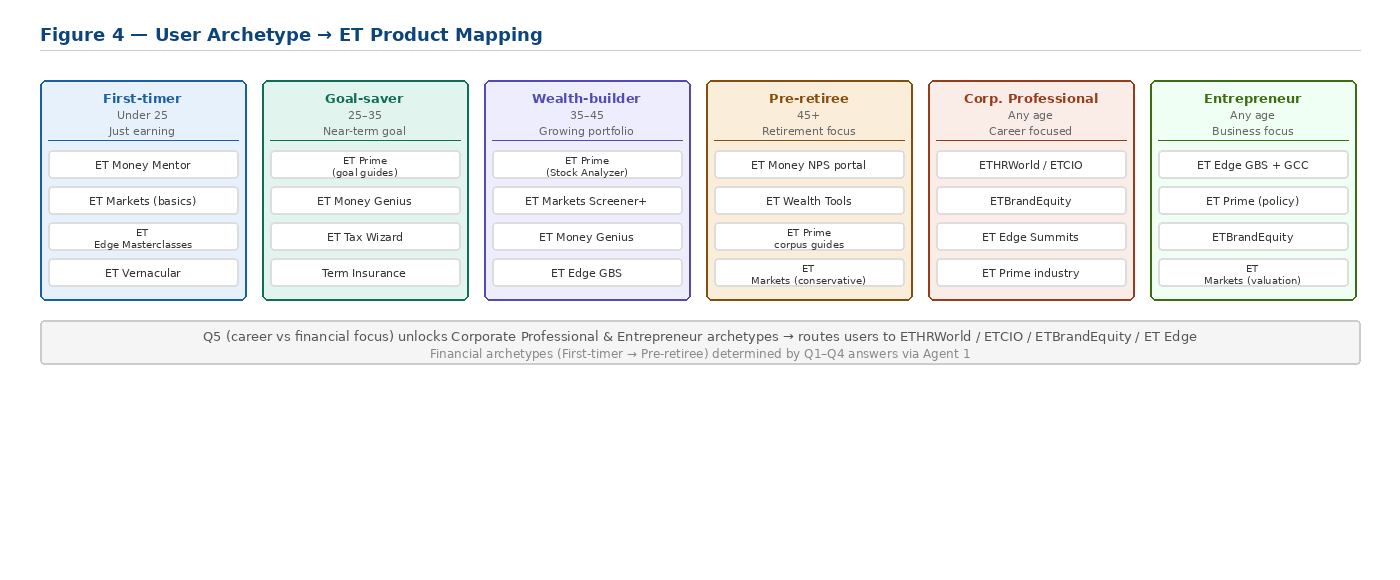 Figure 4 — User Archetype → ET Product Mapping
First-timer
Under 25
Just earning
ET Money Mentor
ET Markets (basics)
ET
Edge Masterclasses
ET Vernacular
Goal-saver
25–35
Near-term goal
ET Prime
(goal guides)
ET Money Genius
ET Tax Wizard
Term Insurance
Wealth-builder
35–45
Growing portfolio
ET Prime
(Stock Analyzer)
ET Markets Screener+
ET Money Genius
ET Edge GBS
Pre-retiree
45+
Retirement focus
ET Money NPS portal
ET Wealth Tools
ET Prime
corpus guides
ET
Markets (conservative)
Corp. Professional
Any age
Career focused
ETHRWorld / ETCIO
ETBrandEquity
ET Edge Summits
ET Prime industry
Entrepreneur
Any age
Business focus
ET Edge GBS + GCC
ET Prime (policy)
ETBrandEquity
ET
Markets (valuation)
Q5 (career vs financial focus) unlocks Corporate Professional & Entrepreneur archetypes → routes users to ETHRWorld / ETCIO / ETBrandEquity / ET Edge
Financial archetypes (First-timer → Pre-retiree) determined by Q1–Q4 answers via Agent 1